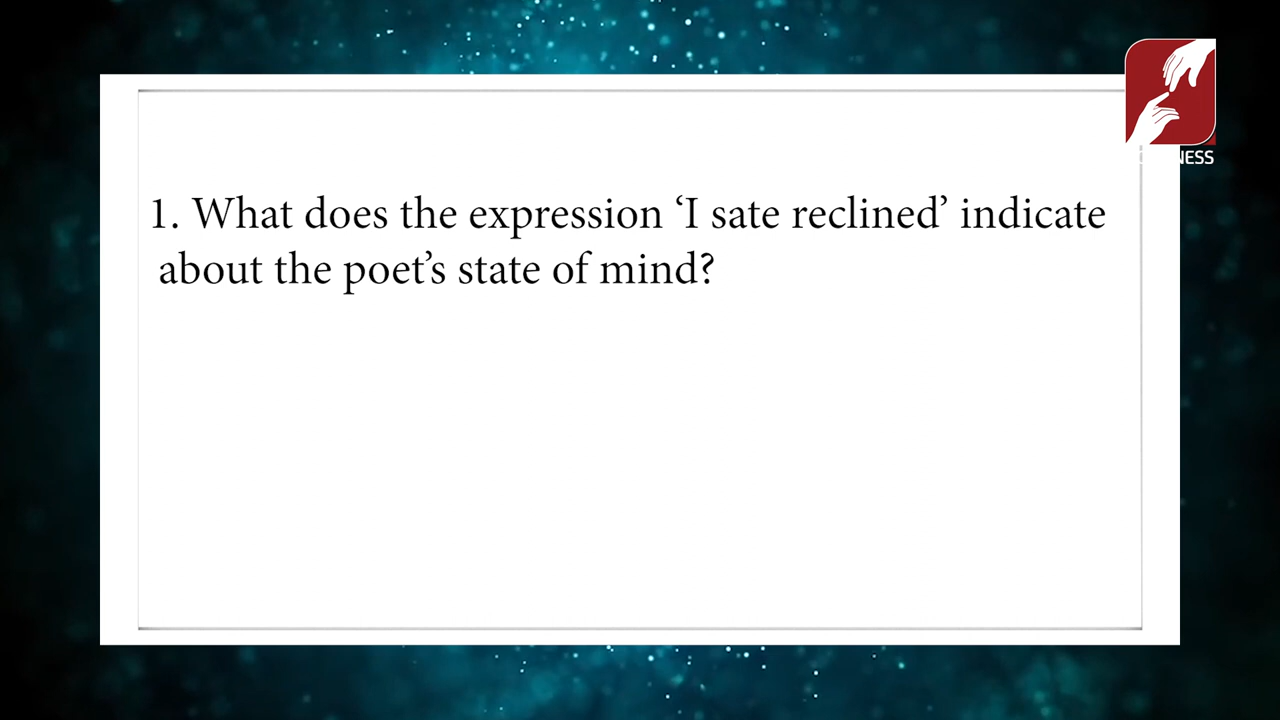 1. What does the expression ‘I sate reclined’ indicate
about the poet’s state of mind?